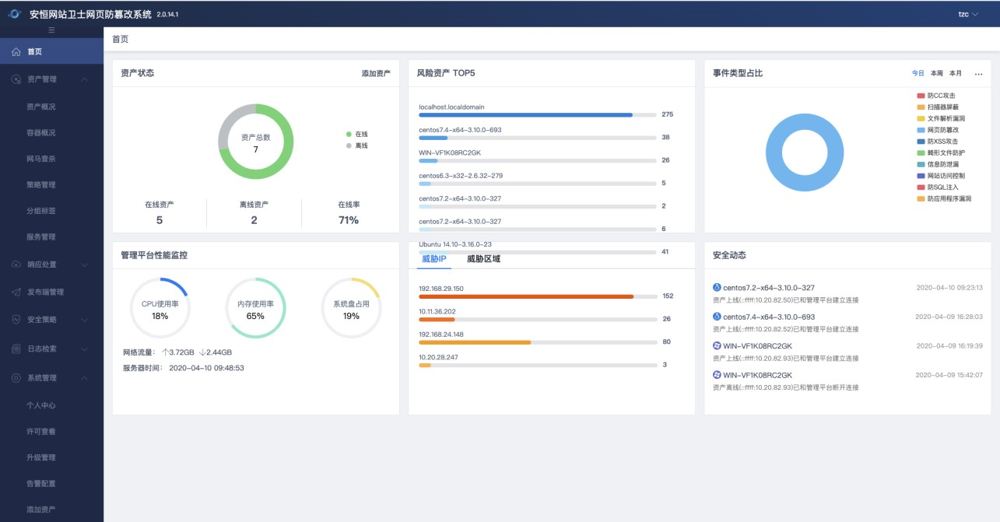 安恒网站卫士网页防篡改系统 2.0.14.1
tzc
首页
资产管理
资产概况
容器概况
网马查杀
策略管理
分组标签
服务管理
响应处置
发布端管理
安全策略
日志检索
系统管理
个人中心
许可查看
升级管理
告警配置
添加资产
首页
资产状态
添加资产
资产总数
7
在线
离线
在线资产
5
离线资产
2
在线率
71%
风险资产 TOP5
localhost.localdomain
275
centos7.4-x64-3.10.0-693
38
WIN-VF1K08RC2GK
26
centos6.3-x32-2.6.32-279
5
centos7.2-x64-3.10.0-327
2
centos7.2-x64-3.10.0-327
6
Ubuntu 14.10-3.16.0-23
41
事件类型占比
今日 本周 本月 ...
防CC攻击
扫描器屏蔽
文件解析漏洞
网页防篡改
防XSS攻击
畸形文件防护
信息防泄漏
网站访问控制
防SQL注入
防应用程序漏洞
管理平台性能监控
CPU使用率
18%
内存使用率
65%
系统盘占用
19%
网络流量： ↑3.72GB ↓2.44GB
服务器时间： 2020-04-10 09:48:53
威胁IP 威胁区域
192.168.29.150
152
10.11.36.202
26
192.168.24.148
80
10.20.28.247
3
安全动态
centos7.2-x64-3.10.0-327 2020-04-10 09:23:13
资产上线(::ffff:10.20.82.50)已和管理平台建立连接
centos7.4-x64-3.10.0-693 2020-04-09 16:28:03
资产上线(::ffff:10.20.82.52)已和管理平台建立连接
WIN-VF1K08RC2GK 2020-04-09 16:19:39
资产上线(::ffff:10.20.82.93)已和管理平台建立连接
WIN-VF1K08RC2GK 2020-04-09 15:42:07
资产离线(::ffff:10.20.82.93)已和管理平台断开连接